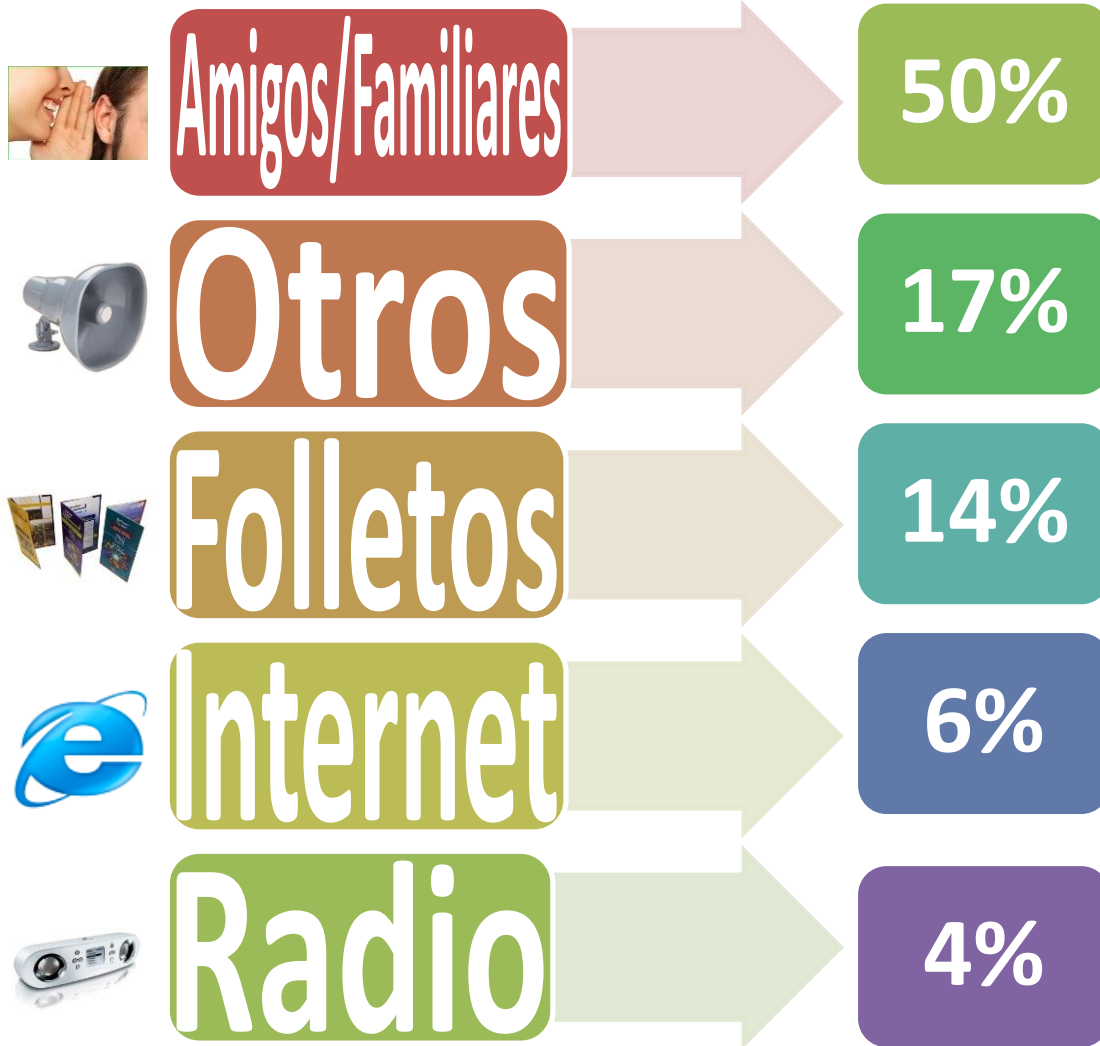 Amigos/Familiares
50%
Otros
17%
Folletos
14%
Internet
6%
Radio
4%